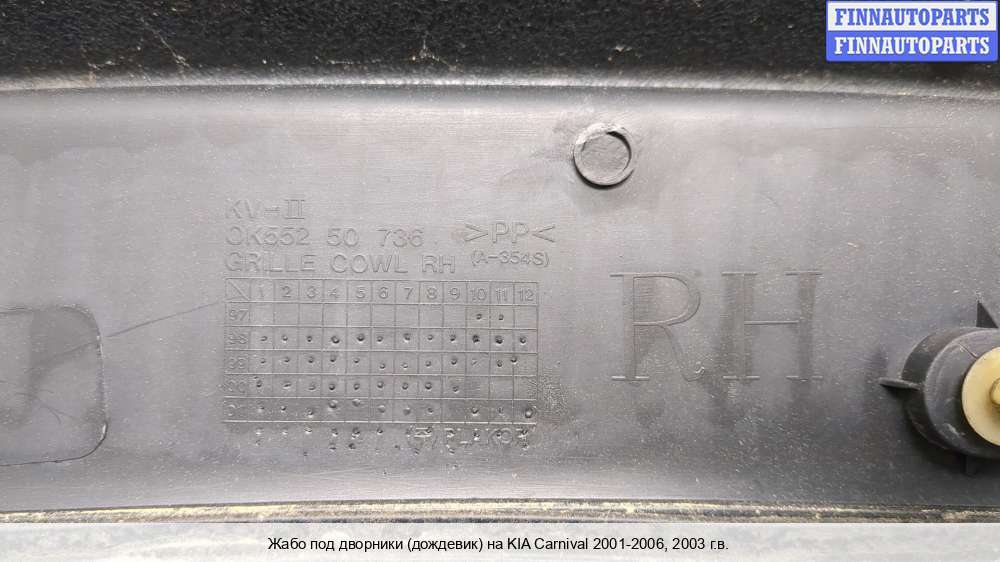 FINNAUTOPARTS
FINNAUTOPARTS
KV-II
OK552 50 736 >PP<
GRILLE COWL RH (A-354S)
1 2 3 4 5 6 7 8 9 10 11 12
97
98
99
00
01
PLAKOR
RH
Жабо под дворники (дождевик) на KIA Carnival 2001-2006, 2003 г.в.